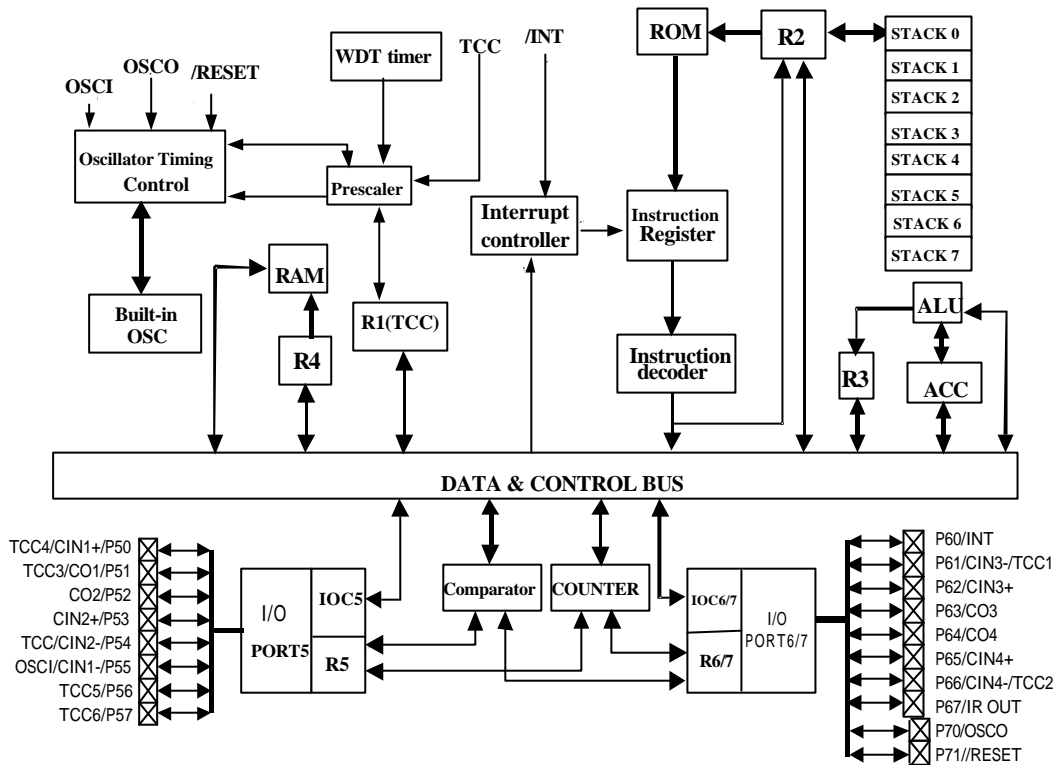 ROM
R2
STACK 0
STACK 1
STACK 2
STACK 3
STACK 4
STACK 5
STACK 6
STACK 7
WDT timer
TCC
/INT
OSCI
OSCO
/RESET
Oscillator Timing
Control
Prescaler
Interrupt
controller
Instruction
Register
RAM
Built-in
OSC
R1(TCC)
R4
Instruction
decoder
ALU
R3
ACC
DATA & CONTROL BUS
TCC4/CIN1+/P50
TCC3/CO1/P51
CO2/P52
CIN2+/P53
TCC/CIN2-/P54
OSCI/CIN1-/P55
TCC5/P56
TCC6/P57
I/O
PORT5
IOC5
R5
Comparator
COUNTER
IOC6/7
R6/7
I/O
PORT6/7
P60/INT
P61/CIN3-/TCC1
P62/CIN3+
P63/CO3
P64/CO4
P65/CIN4+
P66/CIN4-/TCC2
P67/IR OUT
P70/OSCO
P71//RESET